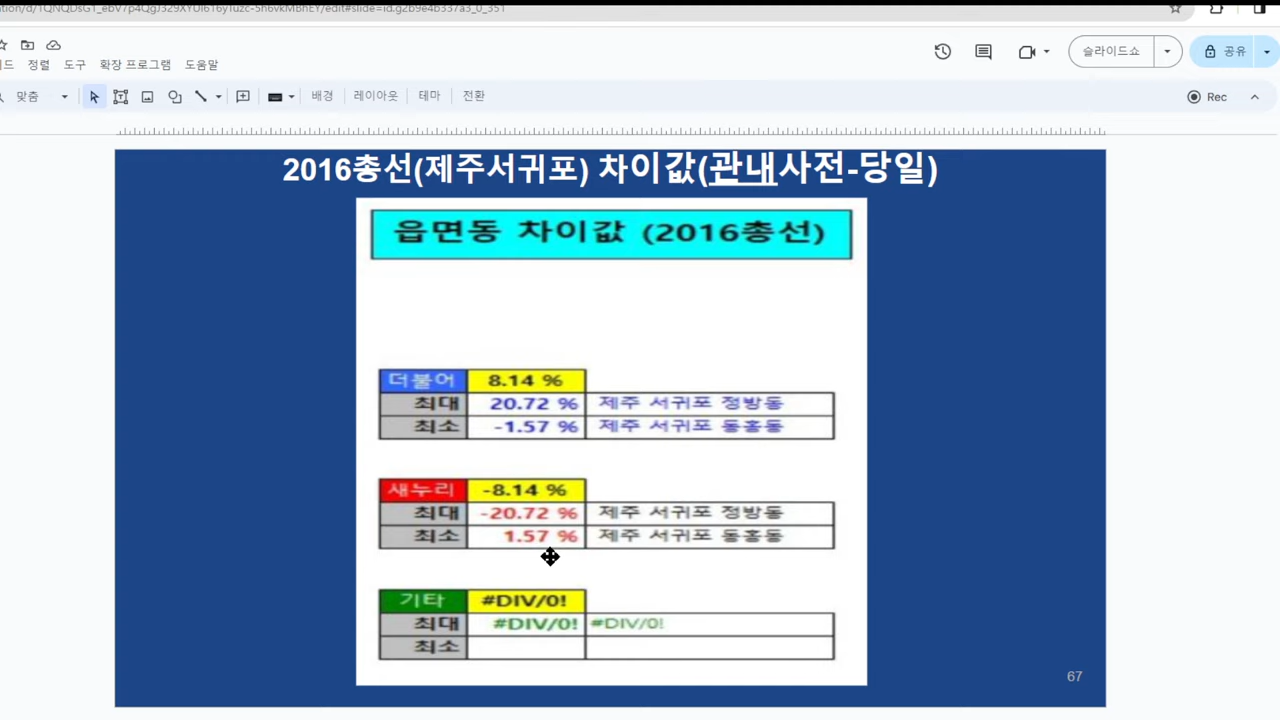 드 정렬 도구 확장 프로그램 도움말
슬라이드쇼
공유
맞춤
배경 레이아웃 테마 전환
Rec
2016총선(제주서귀포) 차이값(관내사전-당일)
읍면동 차이값 (2016총선)
더불어 8.14 %
최대 20.72 % 제주 서귀포 정방동
최소 -1.57 % 제주 서귀포 동홍동
새누리 -8.14 %
최대 -20.72 % 제주 서귀포 정방동
최소 1.57 % 제주 서귀포 동홍동
기타 #DIV/0!
최대 #DIV/0! #DIV/0!
최소
67